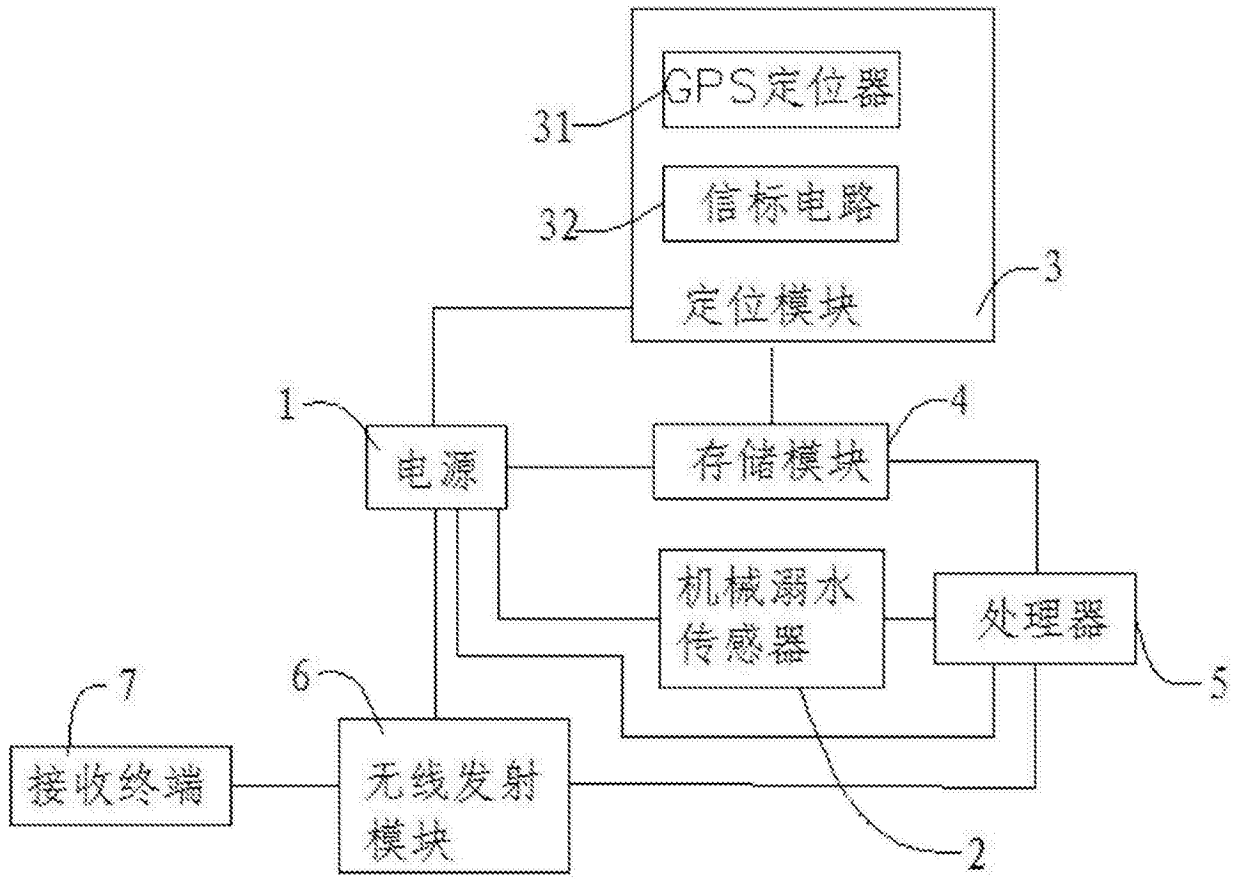 GPS定位器
31
信标电路
32
定位模块
3
1
电源
4
存储模块
机械溺水
传感器
处理器
5
7
接收终端
6
无线发射
模块
2